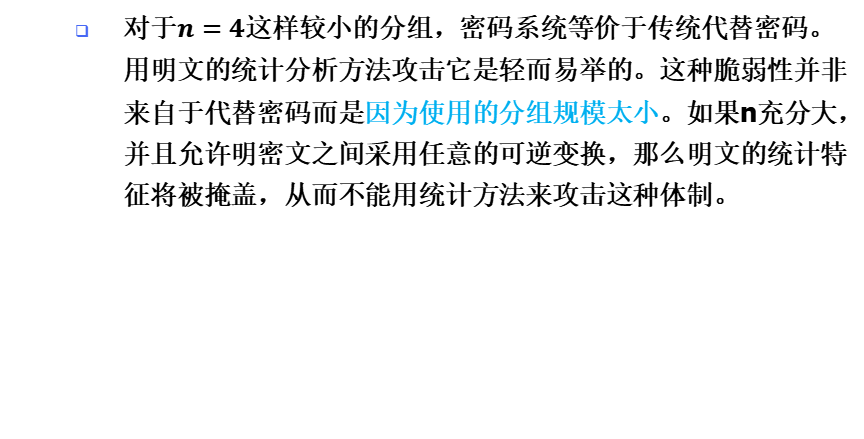 对于n = 4这样较小的分组，密码系统等价于传统代替密码。
用明文的统计分析方法攻击它是轻而易举的。这种脆弱性并非
来自于代替密码而是因为使用的分组规模太小。如果n充分大，
并且允许明密文之间采用任意的可逆变换，那么明文的统计特
征将被掩盖，从而不能用统计方法来攻击这种体制。